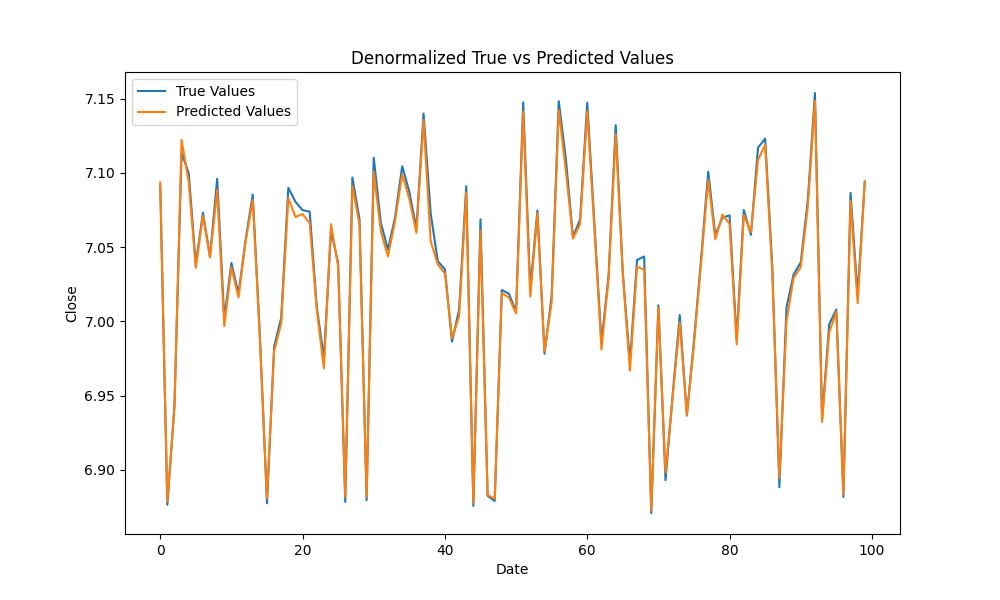 Denormalized True vs Predicted Values
True Values
Predicted Values
7.15
7.10
7.05
7.00
6.95
6.90
Close
0 20 40 60 80 100
Date